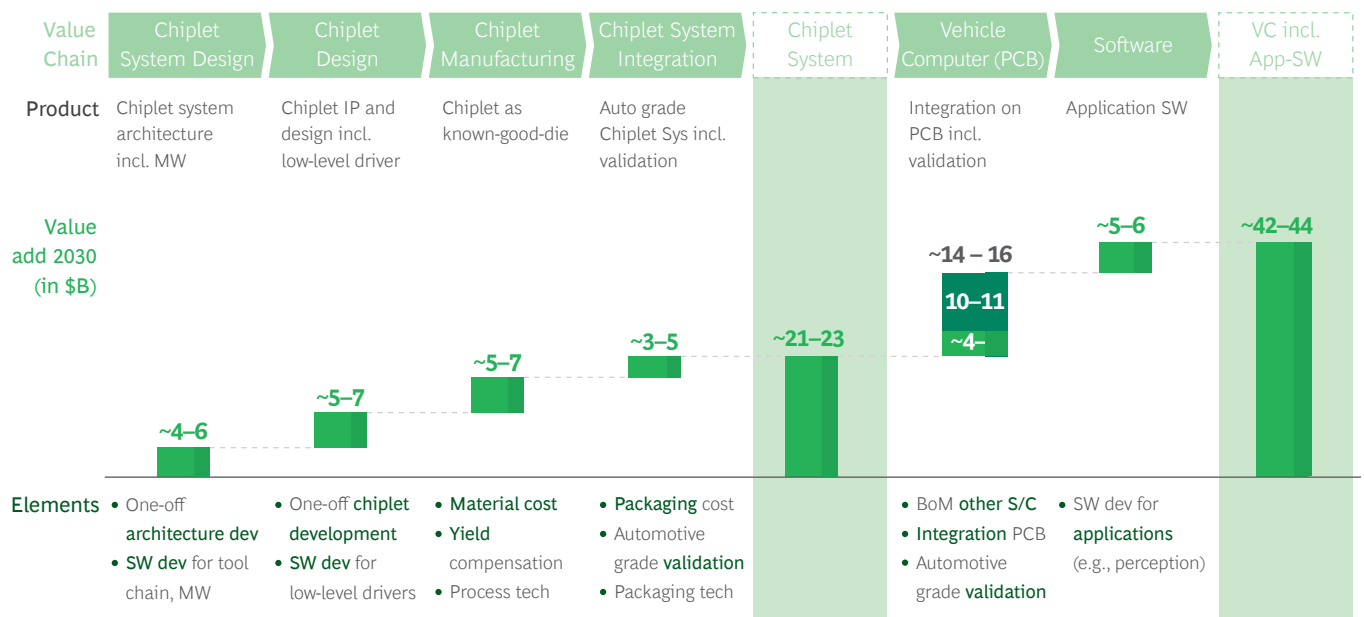 Value
Chain
Chiplet
System Design
Chiplet
Design
Chiplet
Manufacturing
Chiplet System
Integration
Chiplet
System
Vehicle
Computer (PCB)
Software
VC incl.
App-SW
Product
Chiplet system
architecture
incl. MW
Chiplet IP and
design incl.
low-level driver
Chiplet as
known-good-die
Auto grade
Chiplet Sys incl.
validation
Integration on
PCB incl.
validation
Application SW
Value
add 2030
(in $B)
~4–6
~5–7
~5–7
~3–5
~21–23
~14 – 16
10–11
~4–
~5–6
~42–44
Elements
• One-off
architecture dev
• SW dev for tool
chain, MW
• One-off chiplet
development
• SW dev for
low-level drivers
• Material cost
• Yield
compensation
• Process tech
• Packaging cost
• Automotive
grade validation
• Packaging tech
• BoM other S/C
• Integration PCB
• Automotive
grade validation
• SW dev for
applications
(e.g., perception)